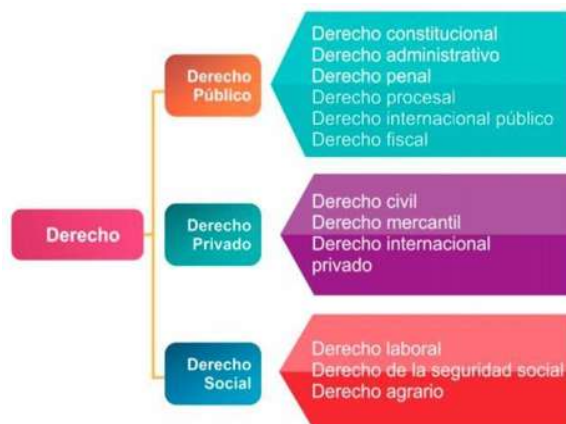 Derecho
Derecho
Público
Derecho constitucional
Derecho administrativo
Derecho penal
Derecho procesal
Derecho internacional público
Derecho fiscal
Derecho
Privado
Derecho civil
Derecho mercantil
Derecho internacional
privado
Derecho
Social
Derecho laboral
Derecho de la seguridad social
Derecho agrario